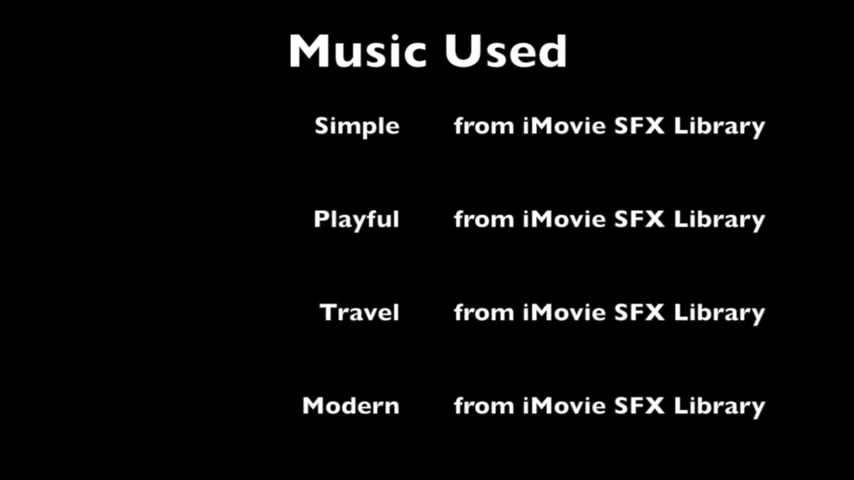 Music Used
Simple from iMovie SFX Library
Playful from iMovie SFX Library
Travel from iMovie SFX Library
Modern from iMovie SFX Library